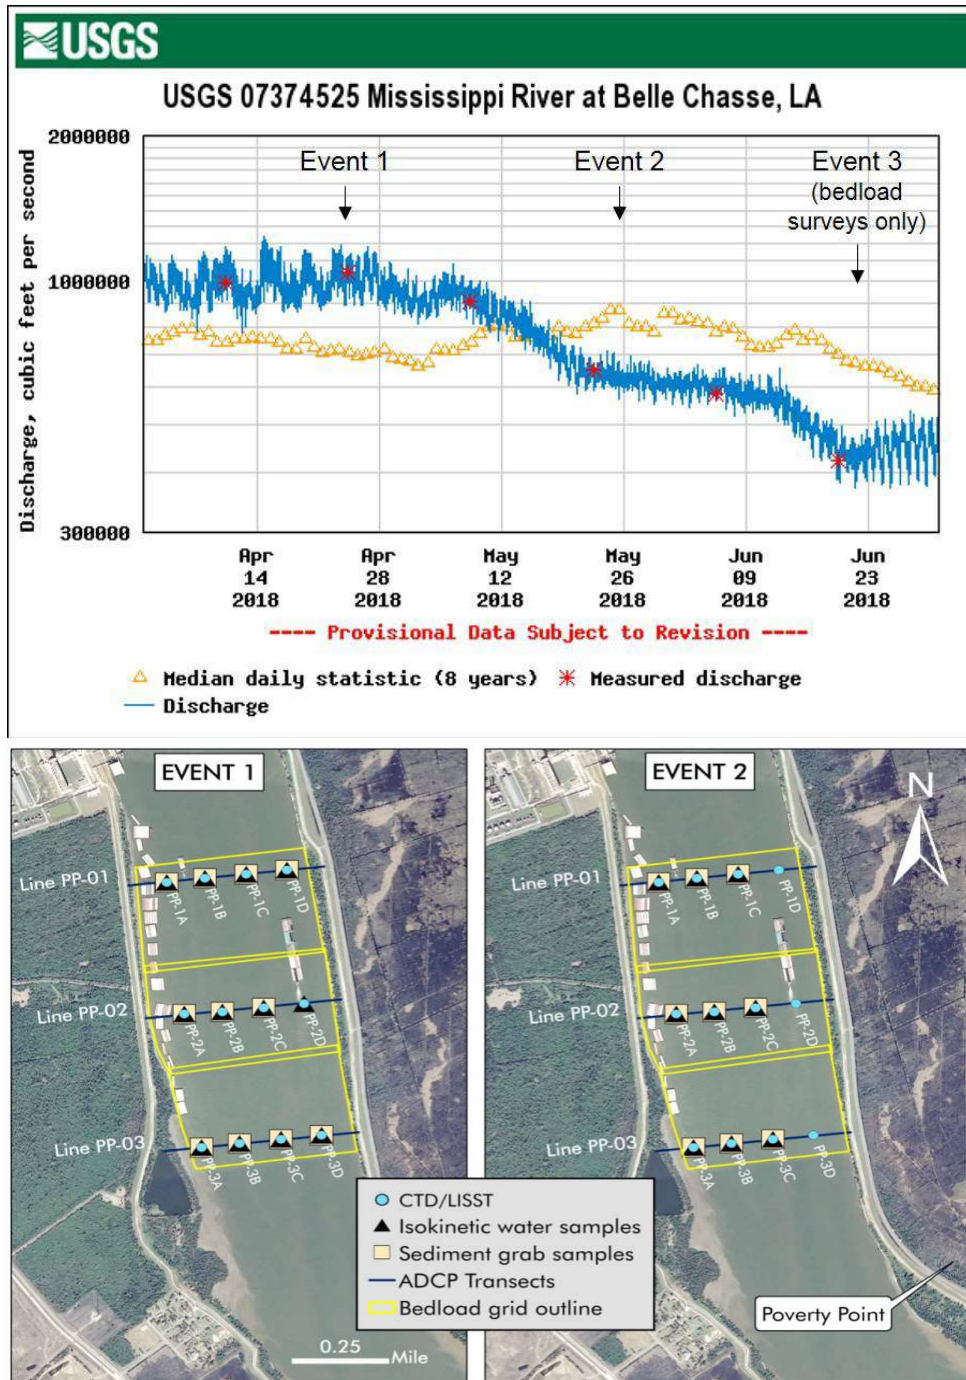 USGS
USGS 07374525 Mississippi River at Belle Chasse, LA
Discharge, cubic feet per second
2000000
1000000
300000
Event 1
Event 2
Event 3
(bedload
surveys only)
Apr
14
2018
Apr
28
2018
May
12
2018
May
26
2018
Jun
09
2018
Jun
23
2018
---- Provisional Data Subject to Revision ----
Median daily statistic (8 years)
Measured discharge
Discharge
EVENT 1
Line PP-01
PP-1A
PP-1B
PP-1C
PP-1D
Line PP-02
PP-2A
PP-2B
PP-2C
PP-2D
Line PP-03
PP-3A
PP-3B
PP-3C
PP-3D
0.25
Mile
EVENT 2
N
Line PP-01
PP-1A
PP-1B
PP-1C
PP-1D
Line PP-02
PP-2A
PP-2B
PP-2C
PP-2D
Line PP-03
PP-3A
PP-3B
PP-3C
PP-3D
Poverty Point
CTD/LISST
Isokinetic water samples
Sediment grab samples
ADCP Transects
Bedload grid outline